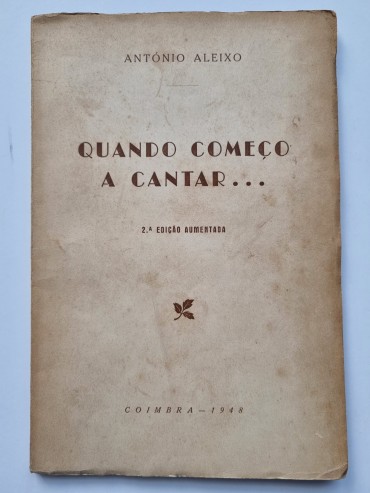 ANTÓNIO ALEIXO
QUANDO COMEÇO
A CANTAR...
2.ª EDIÇÃO AUMENTADA
COIMBRA — 1948